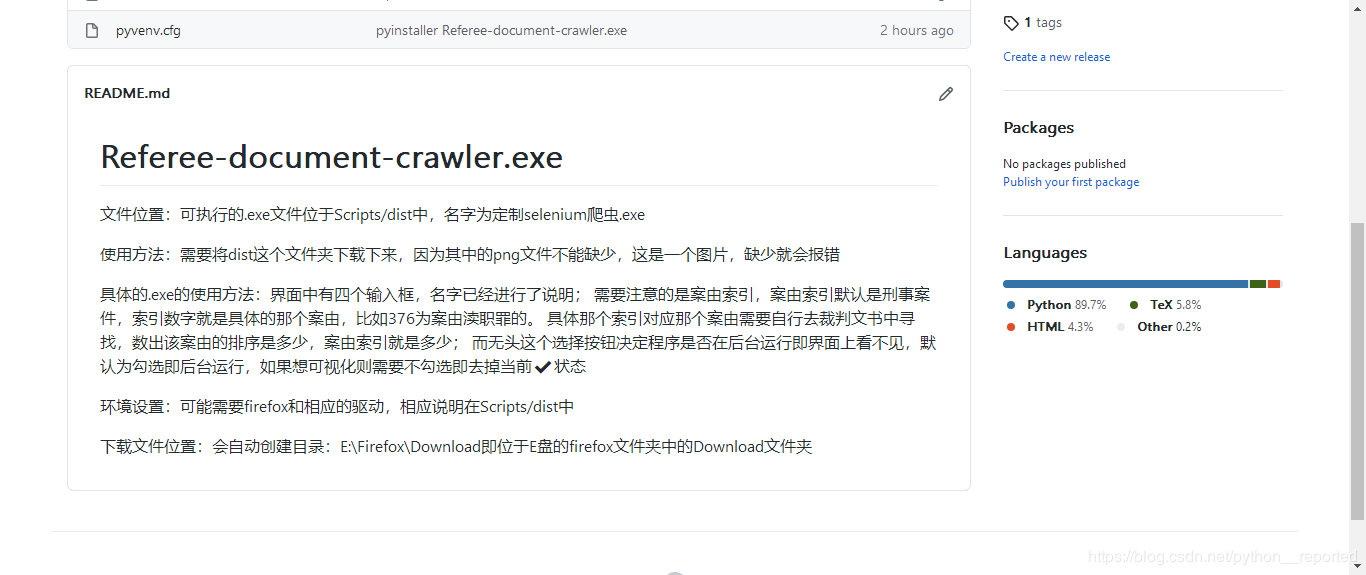 pyvenv.cfg
pyinstaller Referee-document-crawler.exe
2 hours ago
README.md
Referee-document-crawler.exe
文件位置：可执行的.exe文件位于Scripts/dist中，名字为定制selenium爬虫.exe
使用方法：需要将dist这个文件夹下载下来，因为其中的png文件不能缺少，这是一个图片，缺少就会报错
具体的.exe的使用方法：界面中有四个输入框，名字已经进行了说明； 需要注意的是案由索引，案由索引默认是刑事案
件，索引数字就是具体的那个案由，比如376为案由渎职罪的。 具体那个索引对应那个案由需要自行去裁判文书中寻
找，数出该案由的排序是多少，案由索引就是多少； 而无头这个选择按钮决定程序是否在后台运行即界面上看不见，默
认为勾选即后台运行，如果想可视化则需要不勾选即去掉当前✔状态
环境设置：可能需要firefox和相应的驱动，相应说明在Scripts/dist中
下载文件位置：会自动创建目录：E:\Firefox\Download即位于E盘的firefox文件夹中的Download文件夹
1 tags
Create a new release
Packages
No packages published
Publish your first package
Languages
Python 89.7%
TeX 5.8%
HTML 4.3%
Other 0.2%
https://blog.csdn.net/python__reported